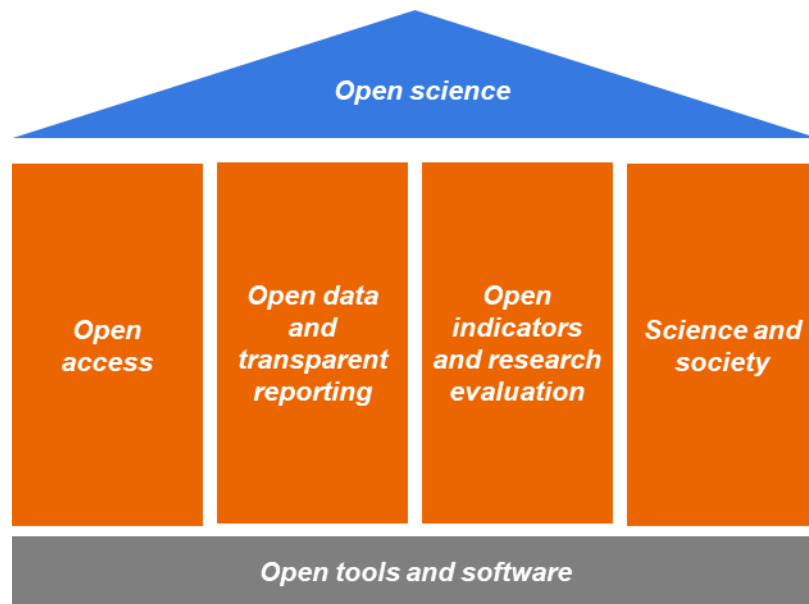 Open science
Open
access
Open data
and
transparent
reporting
Open
indicators
and research
evaluation
Science and
society
Open tools and software